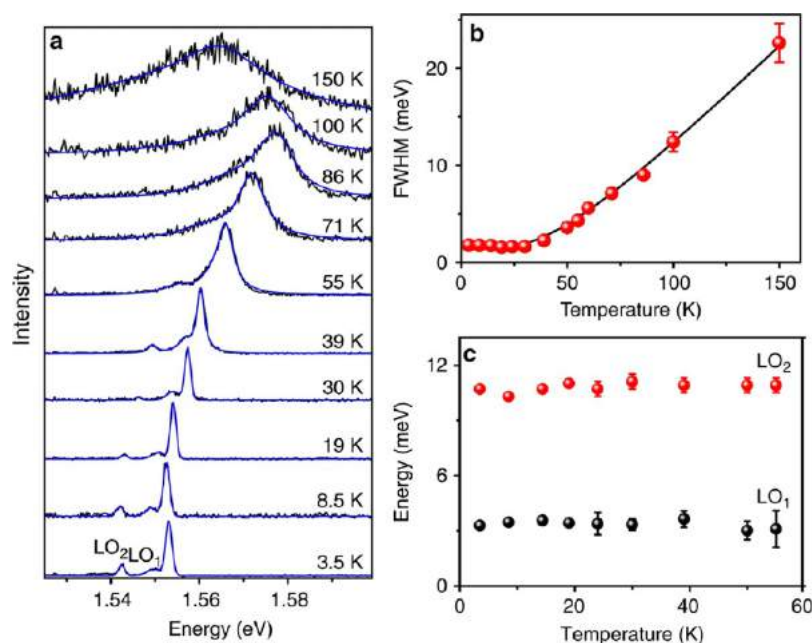 a
150 K
100 K
86 K
71 K
55 K
39 K
30 K
19 K
8.5 K
LO2 LO1
3.5 K
Intensity
1.54 1.56 1.58
Energy (eV)
b
20
10
0
FWHM (meV)
0 50 100 150
Temperature (K)
c
12
LO2
6
LO1
0
Energy (meV)
0 20 40 60
Temperature (K)